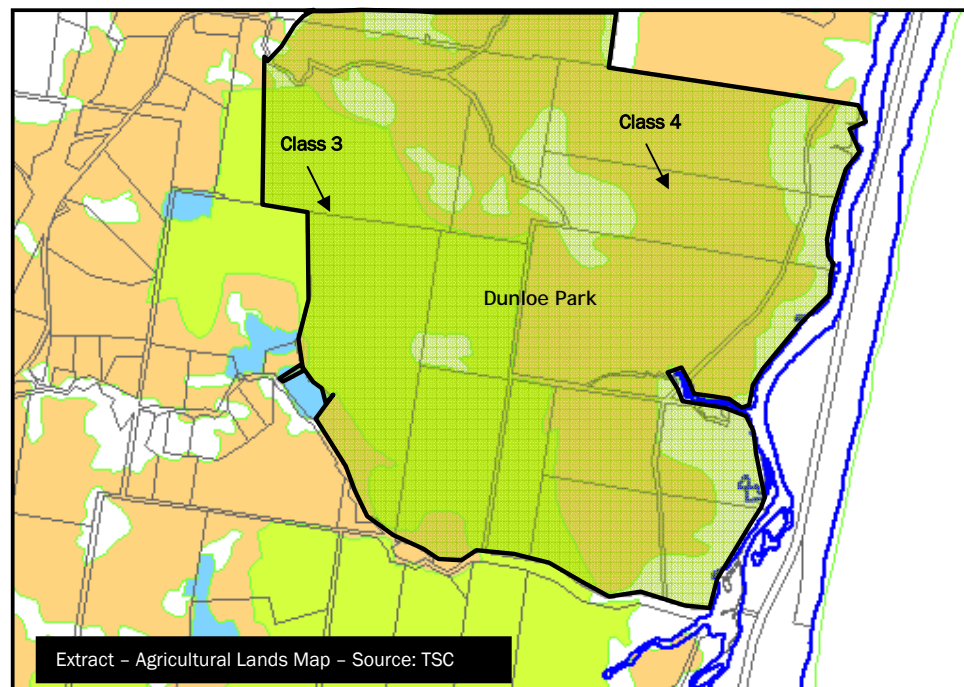 Class 4
Class 3
Dunloe Park
Extract – Agricultural Lands Map – Source: TSC